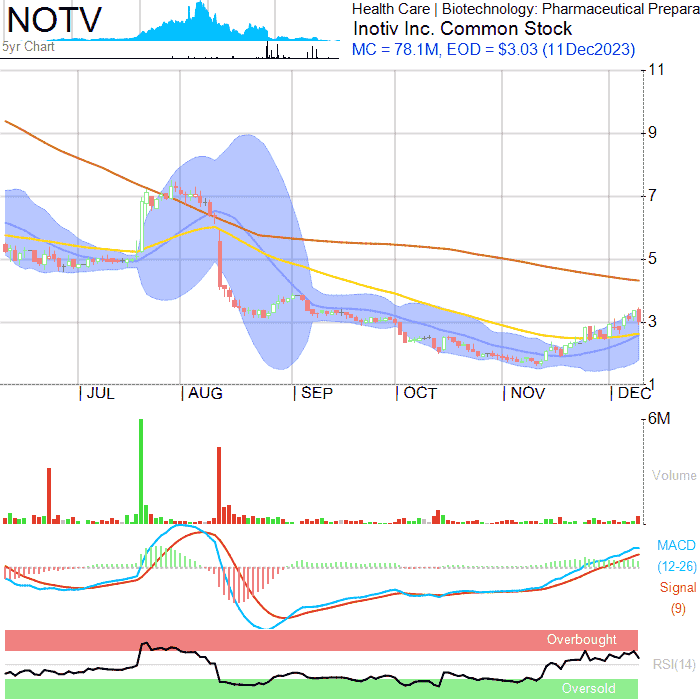 NOTV
5yr Chart
Health Care | Biotechnology: Pharmaceutical Prepara
Inotiv Inc. Common Stock
MC = 78.1M, EOD = $3.03 (11Dec2023)
11
9
7
5
3
1
JUL
AUG
SEP
OCT
NOV
DEC
6M
Volume
MACD
(12-26)
Signal
(9)
Overbought
RSI(14)
Oversold